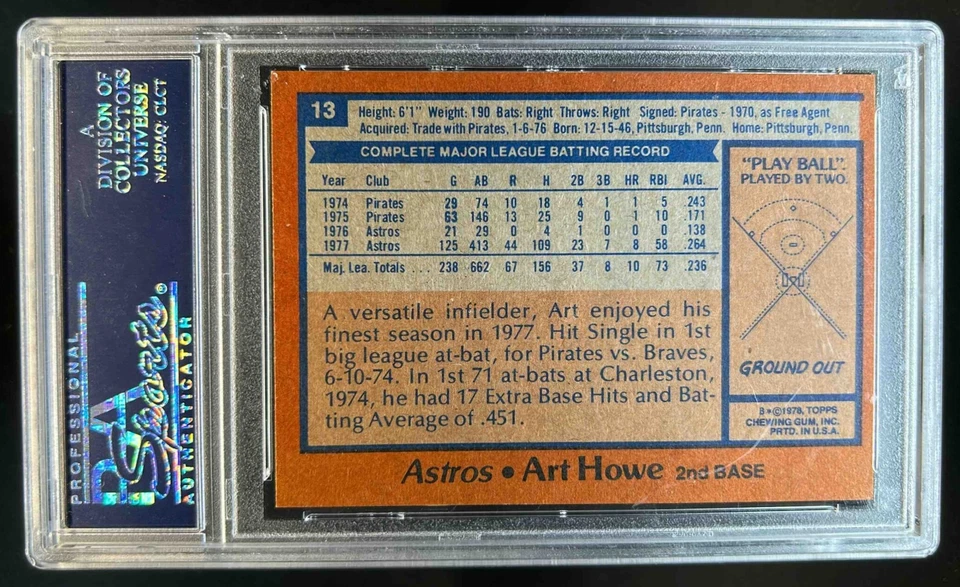 A
DIVISION OF
COLLECTORS
UNIVERSE
NASDAQ: CLCT
PROFESSIONAL
PSA
Sports®
AUTHENTICATOR
13
Height: 6'1" Weight: 190 Bats: Right Throws: Right Signed: Pirates - 1970, as Free Agent
Acquired: Trade with Pirates, 1-6-76 Born: 12-15-46, Pittsburgh, Penn. Home: Pittsburgh, Penn.
COMPLETE MAJOR LEAGUE BATTING RECORD
Year Club G AB R H 2B 3B HR RBI AVG.
1974 Pirates 29 74 10 18 4 1 1 5 .243
1975 Pirates 63 146 13 25 9 0 1 10 .171
1976 Astros 21 29 0 4 1 0 0 0 .138
1977 Astros 125 413 44 109 23 7 8 58 .264
Maj. Lea. Totals ... 238 662 67 156 37 8 10 73 .236
A versatile infielder, Art enjoyed his
finest season in 1977. Hit Single in 1st
big league at-bat, for Pirates vs. Braves,
6-10-74. In 1st 71 at-bats at Charleston,
1974, he had 17 Extra Base Hits and Bat-
ting Average of .451.
"PLAY BALL".
PLAYED BY TWO.
GROUND OUT
B*©1978, TOPPS
CHEWING GUM, INC.
PRTD. IN U.S.A.
Astros • Art Howe 2nd BASE